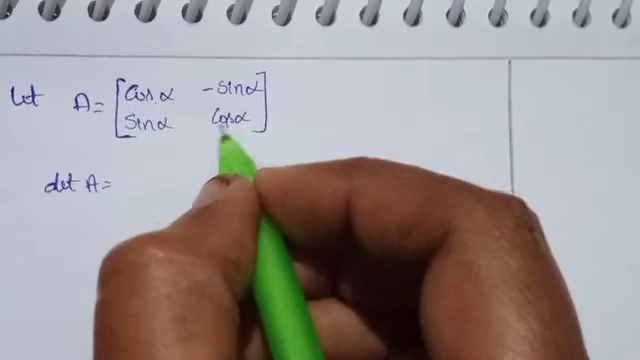 Let A = [ Cosα -Sinα
Sinα Cosα ]
det A =